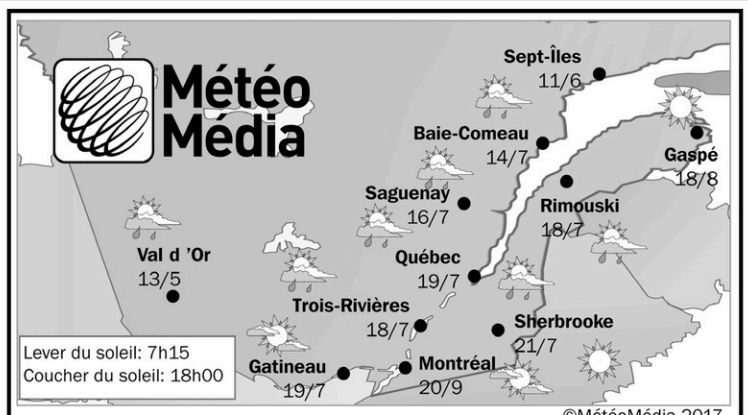 Météo
Média
Sept-Îles
11/6
Baie-Comeau
14/7
Gaspé
18/8
Saguenay
16/7
Rimouski
18/7
Val d 'Or
13/5
Québec
19/7
Trois-Rivières
18/7
Sherbrooke
21/7
Lever du soleil: 7h15
Coucher du soleil: 18h00
Gatineau
19/7
Montréal
20/9
©MétéoMédia 2017